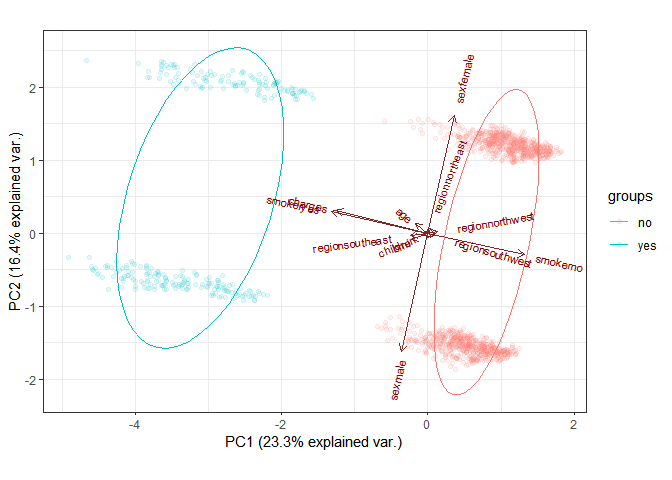 sexfemale
regionnortheast
smokeryes
charges
age
regionnorthwest
regionsoutheast
children
regionsouthwest
smokerno
sexmale
2
1
0
-1
-2
-4
-2
0
2
PC2 (16.4% explained var.)
PC1 (23.3% explained var.)
groups
no
yes